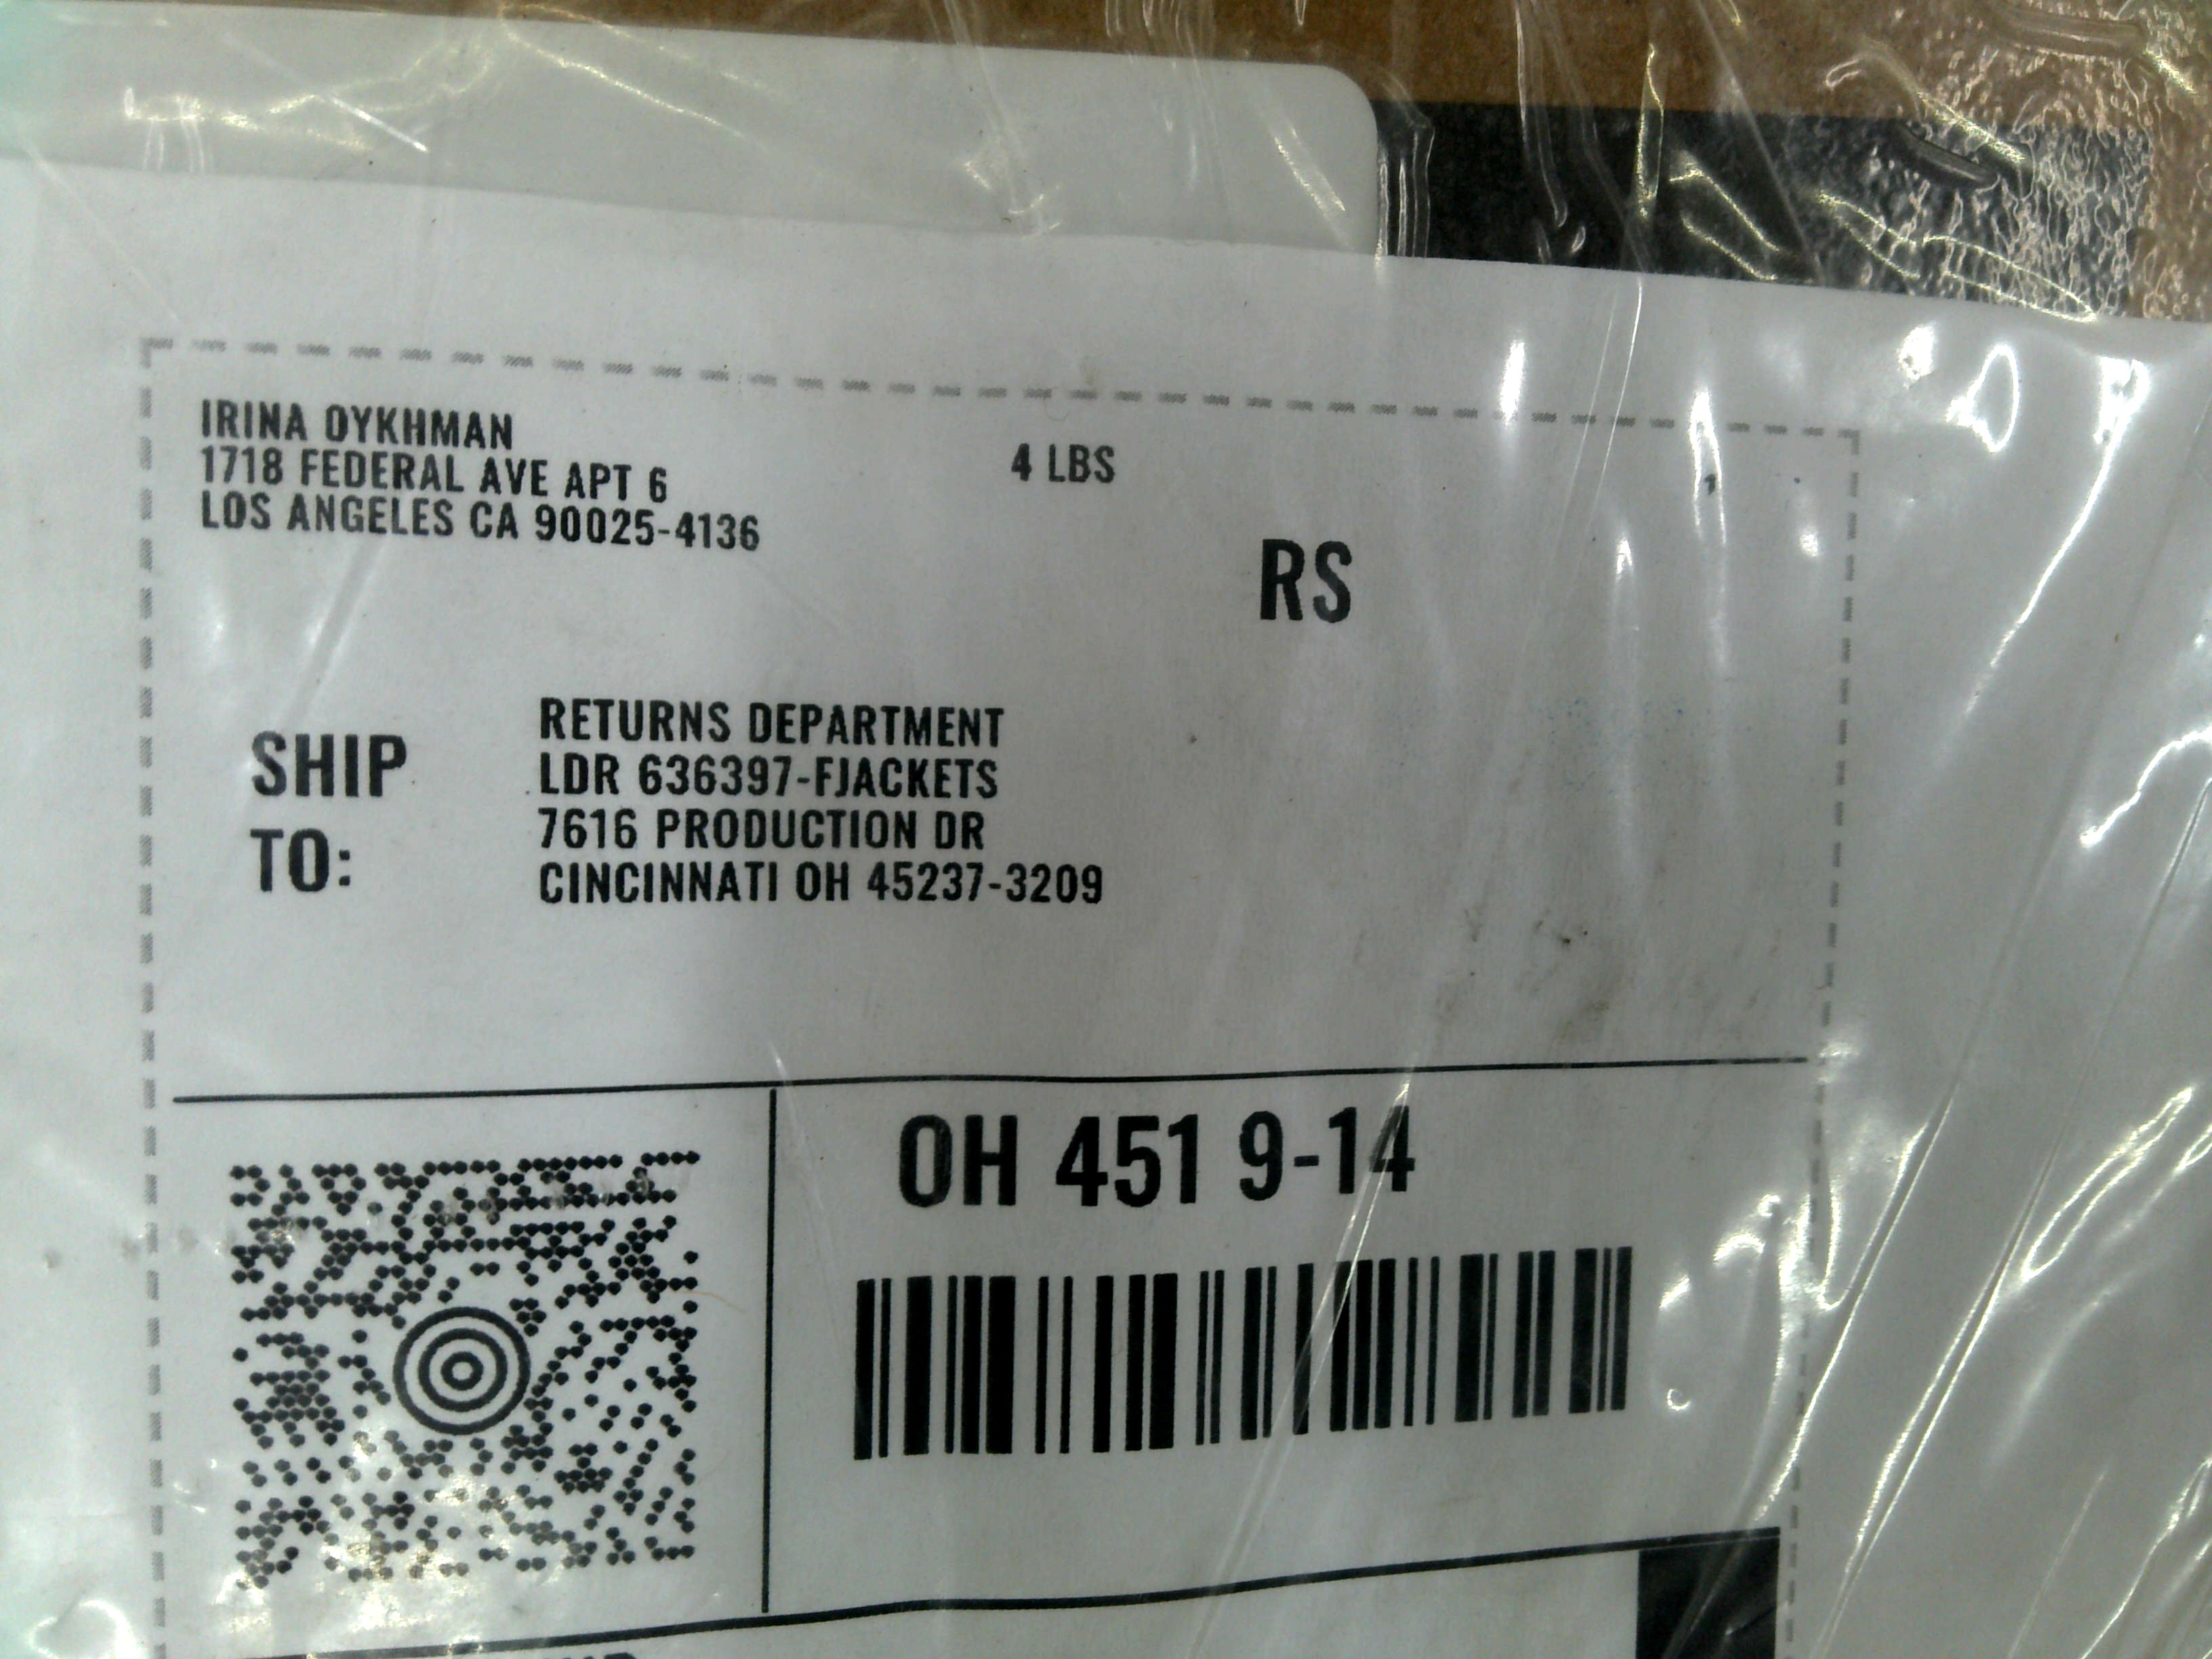 IRINA OYKHMAN
1718 FEDERAL AVE APT 6
LOS ANGELES CA 90025-4136
4 LBS
RS
SHIP TO:
RETURNS DEPARTMENT
LDR 636397-FJACKETS
7616 PRODUCTION DR
CINCINNATI OH 45237-3209
OH 451 9-14